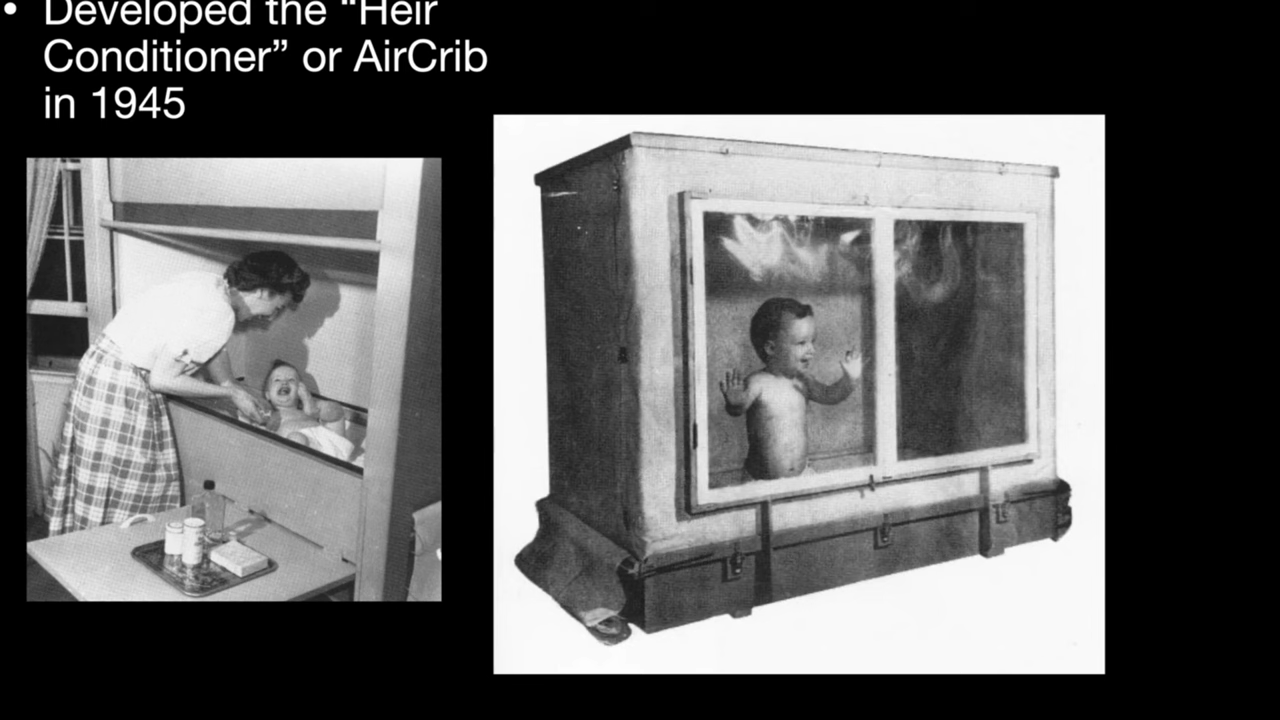 • Developed the “Heir
Conditioner” or AirCrib
in 1945